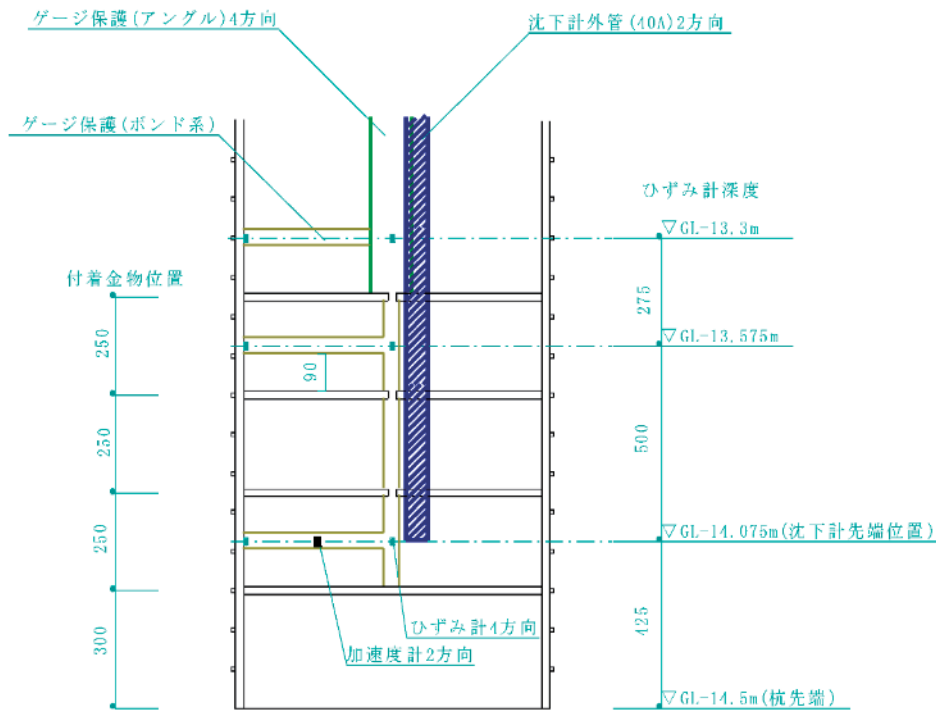 ゲージ保護(アングル)4方向
沈下計外管(40A)2方向
ゲージ保護(ボンド系)
ひずみ計深度
▽GL-13.3m
付着金物位置
275
250
▽GL-13.575m
90
250
500
250
▽GL-14.075m(沈下計先端位置)
ひずみ計4方向
425
300
加速度計2方向
▽GL-14.5m(杭先端)